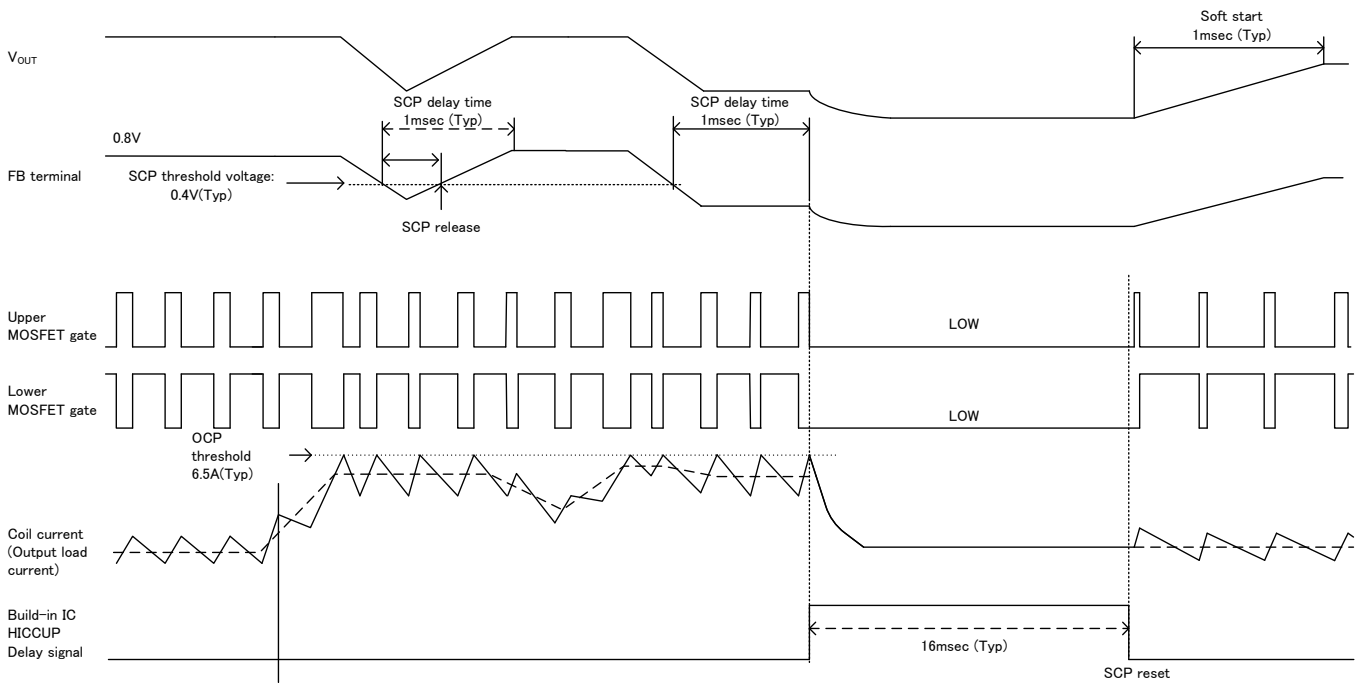 Soft start
1msec (Typ)
VOUT
SCP delay time
1msec (Typ)
SCP delay time
1msec (Typ)
0.8V
FB terminal
SCP threshold voltage:
0.4V(Typ)
SCP release
Upper
MOSFET gate
LOW
Lower
MOSFET gate
LOW
OCP
threshold
6.5A(Typ)
Coil current
(Output load
current)
Build-in IC
HICCUP
Delay signal
16msec (Typ)
SCP reset